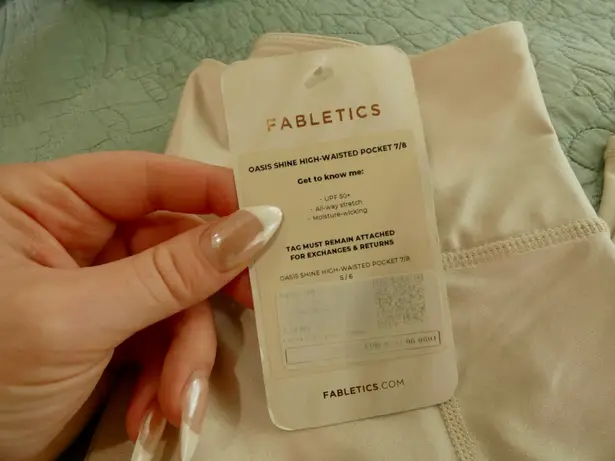 FABLETICS
OASIS SHINE HIGH-WAISTED POCKET 7/8
Get to know me:
- UPF 50+
- All-way stretch
- Moisture-wicking
TAG MUST REMAIN ATTACHED
FOR EXCHANGES & RETURNS
OASIS SHINE HIGH-WAISTED POCKET 7/8
S / 6
FABLETICS.COM